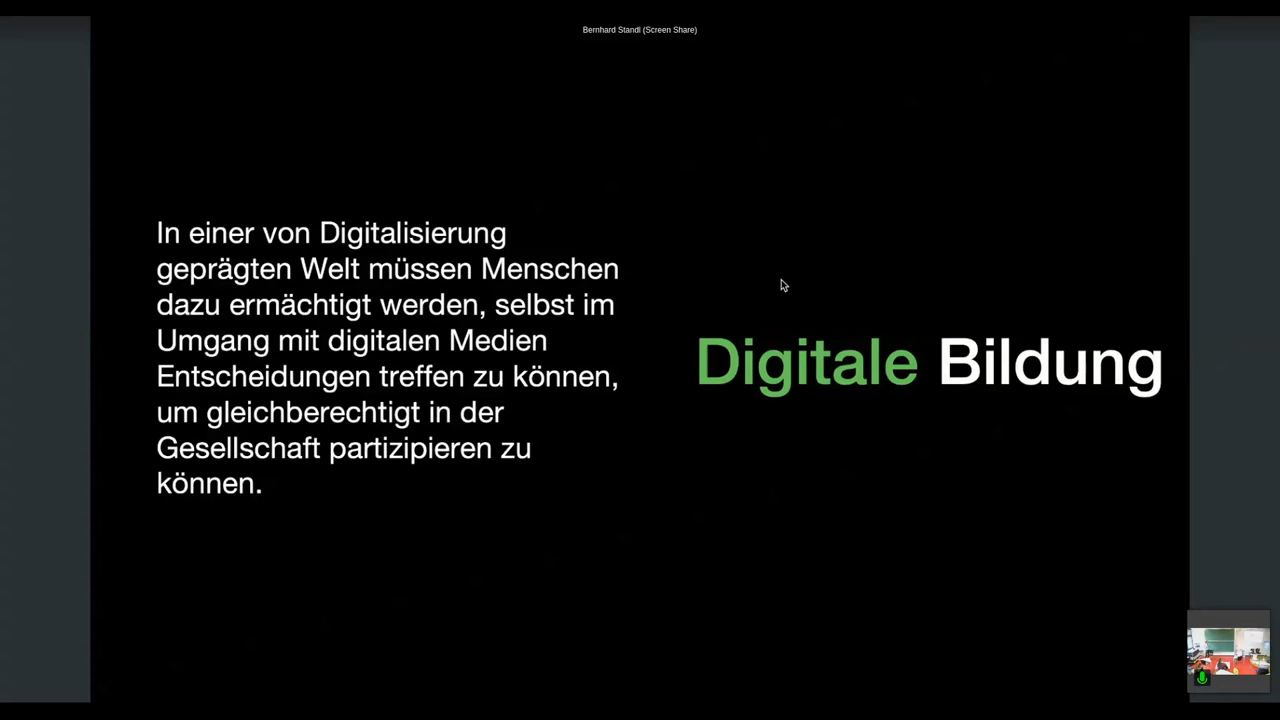 Bernhard Standl (Screen Share)
In einer von Digitalisierung
geprägten Welt müssen Menschen
dazu ermächtigt werden, selbst im
Umgang mit digitalen Medien
Entscheidungen treffen zu können,
um gleichberechtigt in der
Gesellschaft partizipieren zu
können.
Digitale Bildung